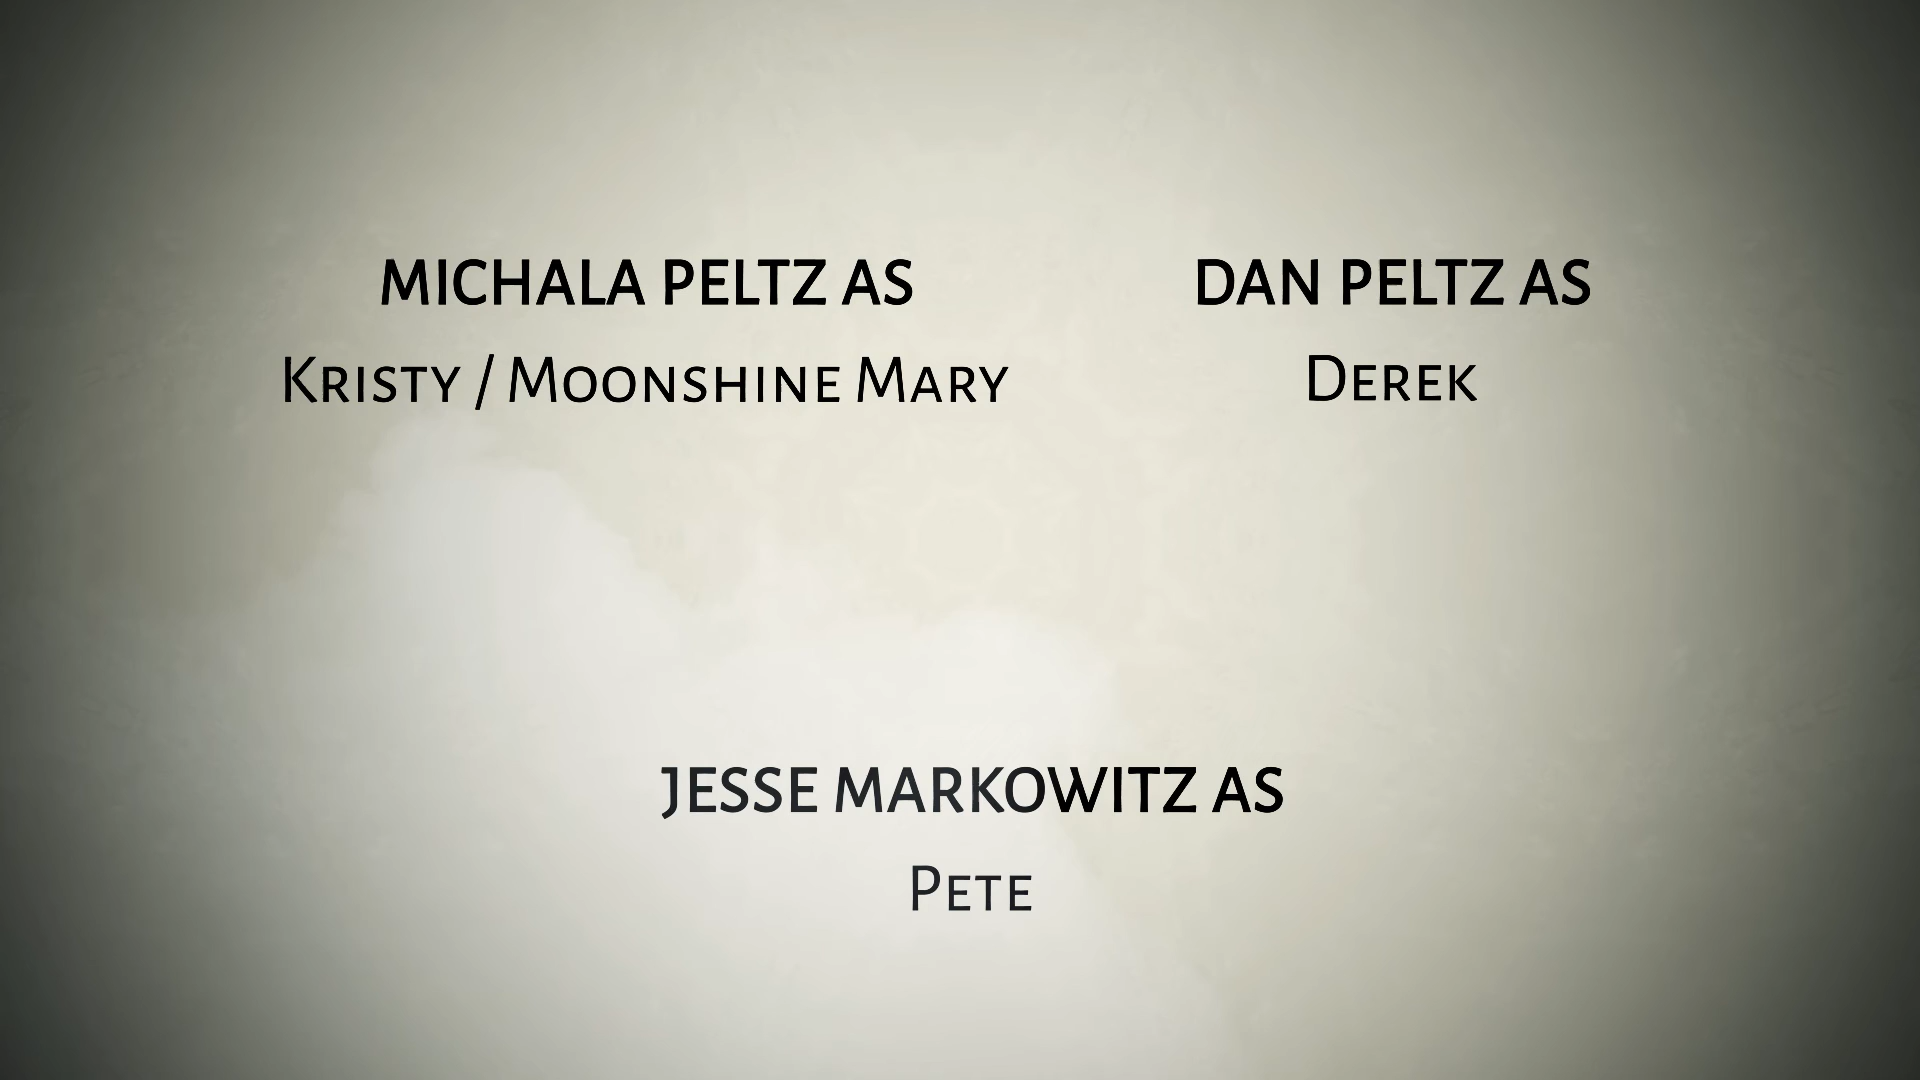 MICHALA PELTZ AS
Kristy / Moonshine Mary
DAN PELTZ AS
Derek
JESSE MARKOWITZ AS
Pete